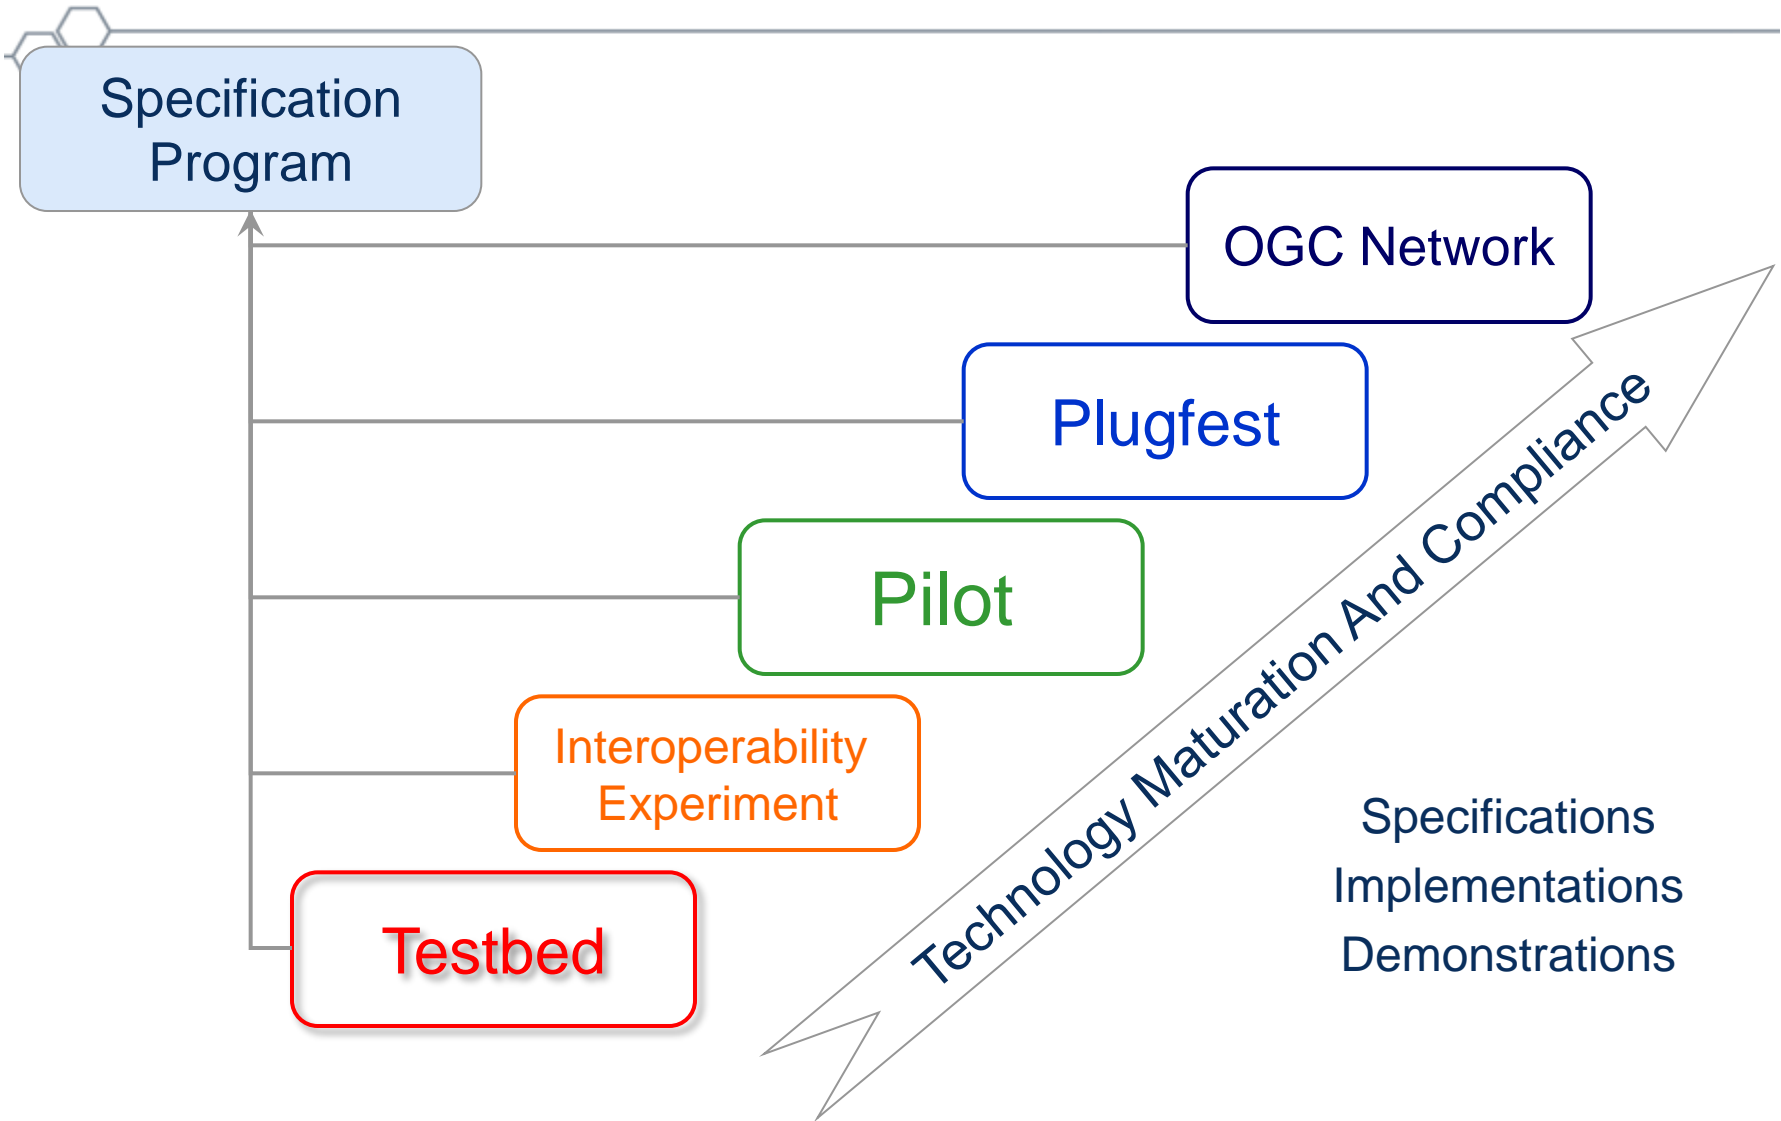 Specification
Program
OGC Network
Plugfest
Pilot
Interoperability
Experiment
Testbed
Technology Maturation And Compliance
Specifications
Implementations
Demonstrations